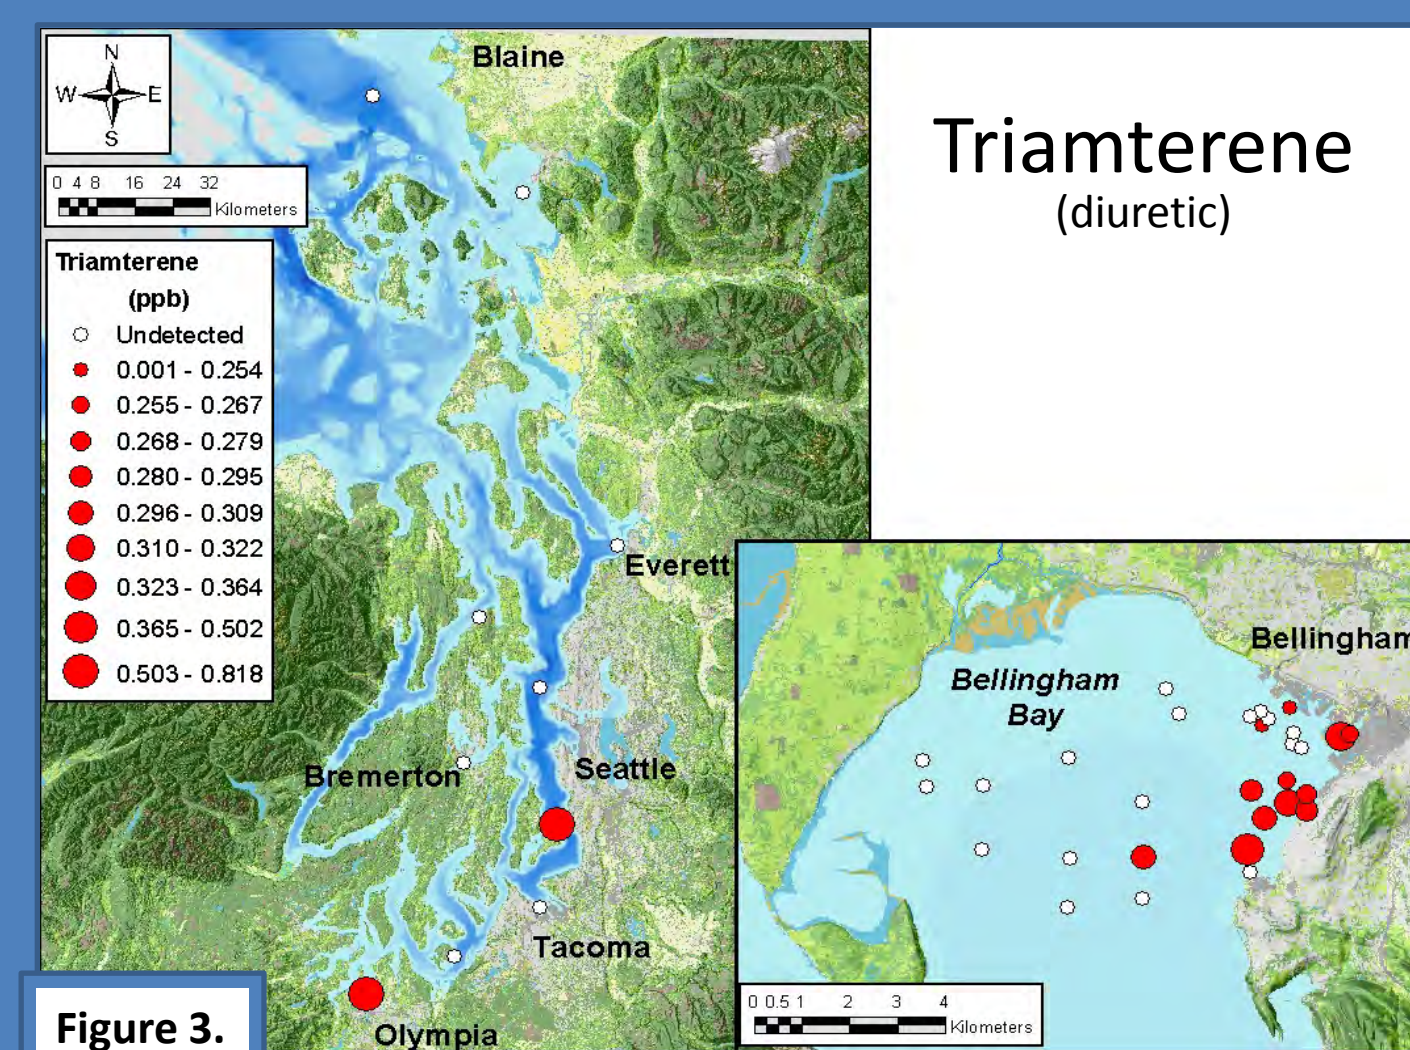 Triamterene
(diuretic)
N
W E
S
0 4 8 16 24 32
Kilometers
Triamterene
(ppb)
Undetected
0.001 - 0.254
0.255 - 0.267
0.268 - 0.279
0.280 - 0.295
0.296 - 0.309
0.310 - 0.322
0.323 - 0.364
0.365 - 0.502
0.503 - 0.818
Blaine
Everett
Seattle
Bremerton
Tacoma
Olympia
Bellingham
Bellingham
Bay
0 0.5 1 2 3 4
Kilometers
Figure 3.